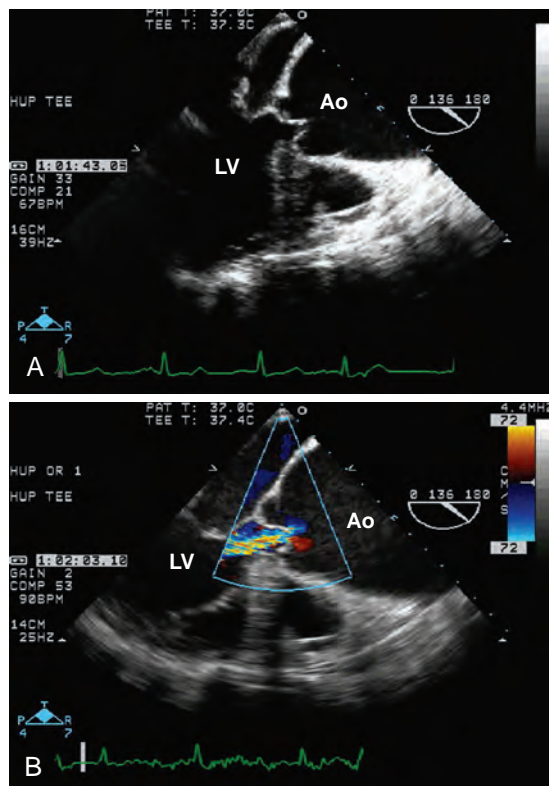 PAT T: 37.0C
TEE T: 37.3C
HUP TEE
Ao
0 136 180
LV
1:01:43.09
GAIN 33
COMP 21
67BPM
16CM
39HZ
T
P R
4 7
A
PAT T: 37.0C
TEE T: 37.4C
4.4MHZ
72
HUP OR 1
HUP TEE
CM/S
0 136 180
Ao
72
LV
1:02:03.10
GAIN 2
COMP 53
90BPM
14CM
25HZ
T
P R
4 7
B